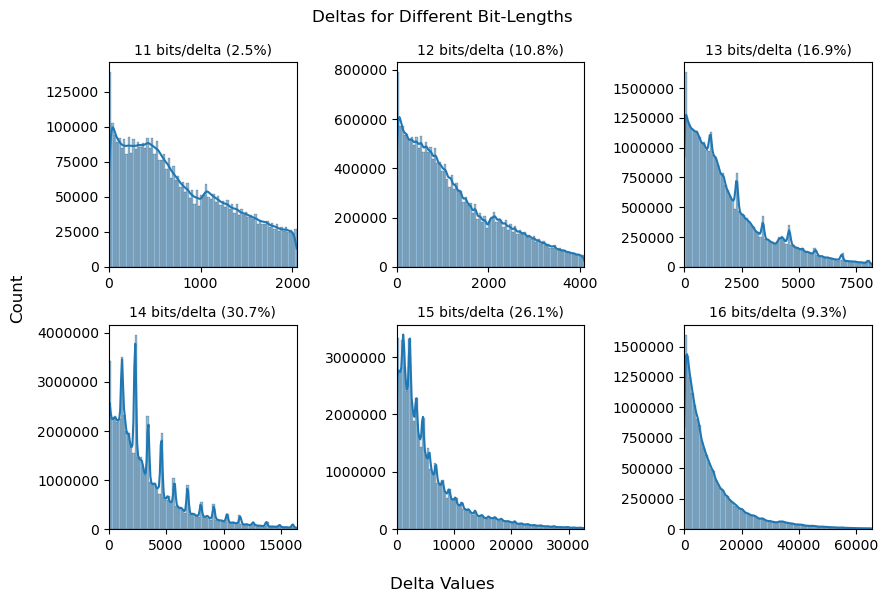 Deltas for Different Bit-Lengths
11 bits/delta (2.5%)
12 bits/delta (10.8%)
13 bits/delta (16.9%)
125000
100000
75000
50000
25000
0
0 1000 2000
800000
600000
400000
200000
0
0 2000 4000
1500000
1250000
1000000
750000
500000
250000
0
0 2500 5000 7500
Count
14 bits/delta (30.7%)
15 bits/delta (26.1%)
16 bits/delta (9.3%)
4000000
3000000
2000000
1000000
0
0 5000 10000 15000
3000000
2000000
1000000
0
0 10000 20000 30000
1500000
1250000
1000000
750000
500000
250000
0
0 20000 40000 60000
Delta Values